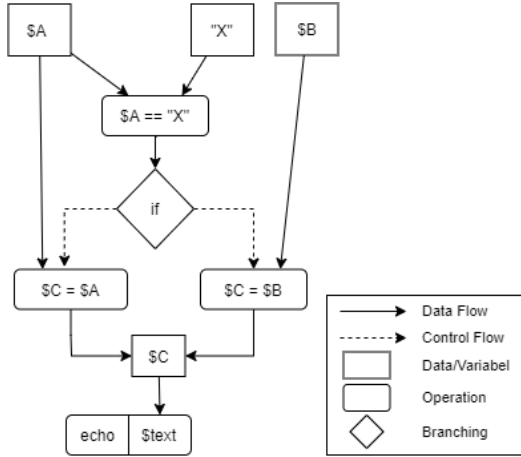 $A
"X"
$B
$A == "X"
if
$C = $A
$C = $B
$C
echo
$text
Data Flow
Control Flow
Data/Variabel
Operation
Branching